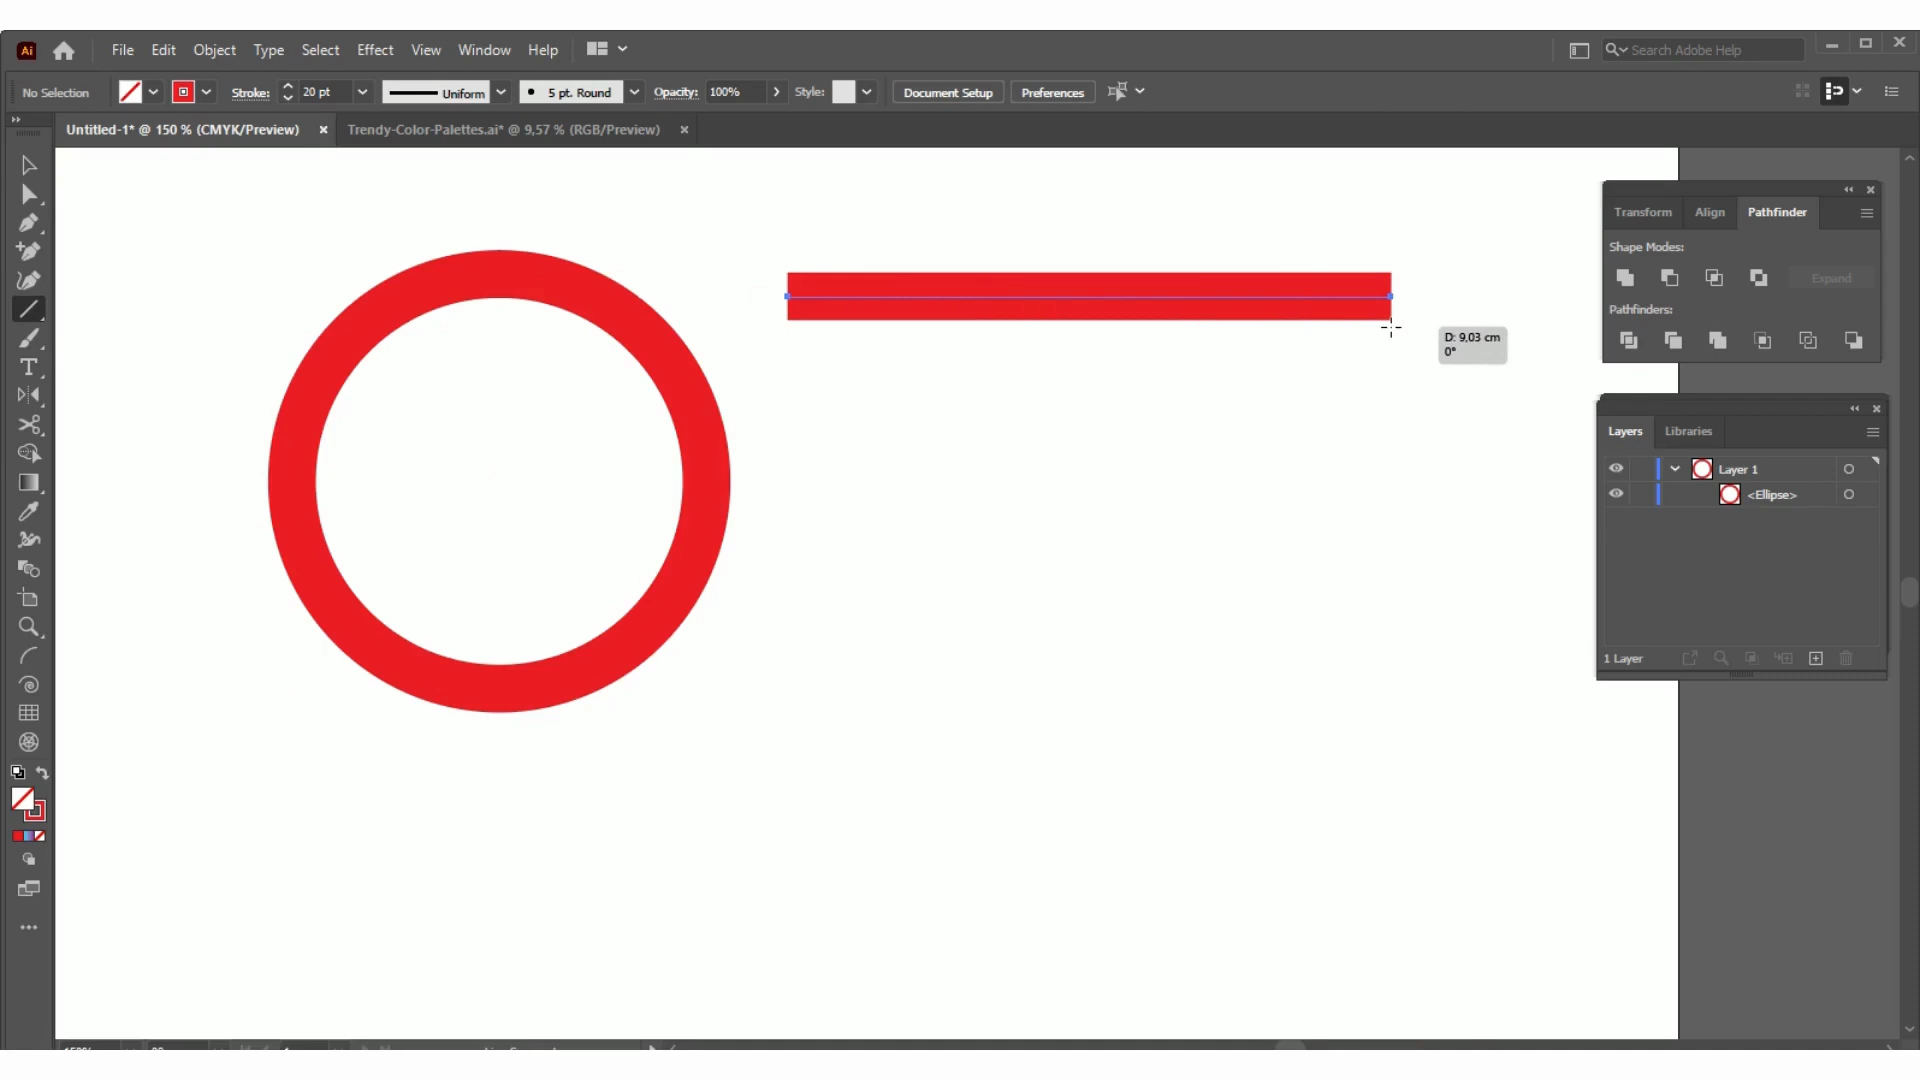 Ai File Edit Object Type Select Effect View Window Help Search Adobe Help
No Selection Stroke: 20 pt Uniform 5 pt. Round Opacity: 100% Style: Document Setup Preferences
Untitled-1* @ 150 % (CMYK/Preview) × Trendy-Color-Palettes.ai* @ 9,57 % (RGB/Preview) ×
Transform Align Pathfinder
Shape Modes:
Expand
Pathfinders:
D: 9,03 cm
0°
Layers Libraries
Layer 1
<Ellipse>
1 Layer